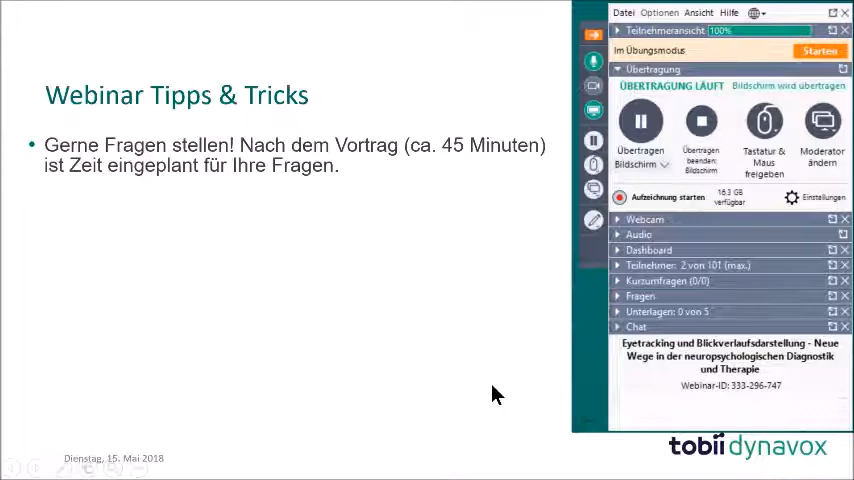 Webinar Tipps & Tricks
• Gerne Fragen stellen! Nach dem Vortrag (ca. 45 Minuten)
ist Zeit eingeplant für Ihre Fragen.
Dienstag, 15. Mai 2018
Datei Optionen Ansicht Hilfe
Teilnehmeransicht 100%
Im Übungsmodus Starten
Übertragung
ÜBERTRAGUNG LÄUFT Bildschirm wird übertragen
Übertragen
Bildschirm
Übertragen
beenden:
Bildschirm
Tastatur &
Maus
freigeben
Moderator
ändern
Aufzeichnung starten
16.3 GB
verfügbar
Einstellungen
Webcam
Audio
Dashboard
Teilnehmer: 2 von 101 (max.)
Kurzumfragen (0/0)
Fragen
Unterlagen: 0 von 5
Chat
Eyetracking und Blickverlaufsdarstellung - Neue
Wege in der neuropsychologischen Diagnostik
und Therapie
Webinar-ID: 333-296-747
tobii dynavox